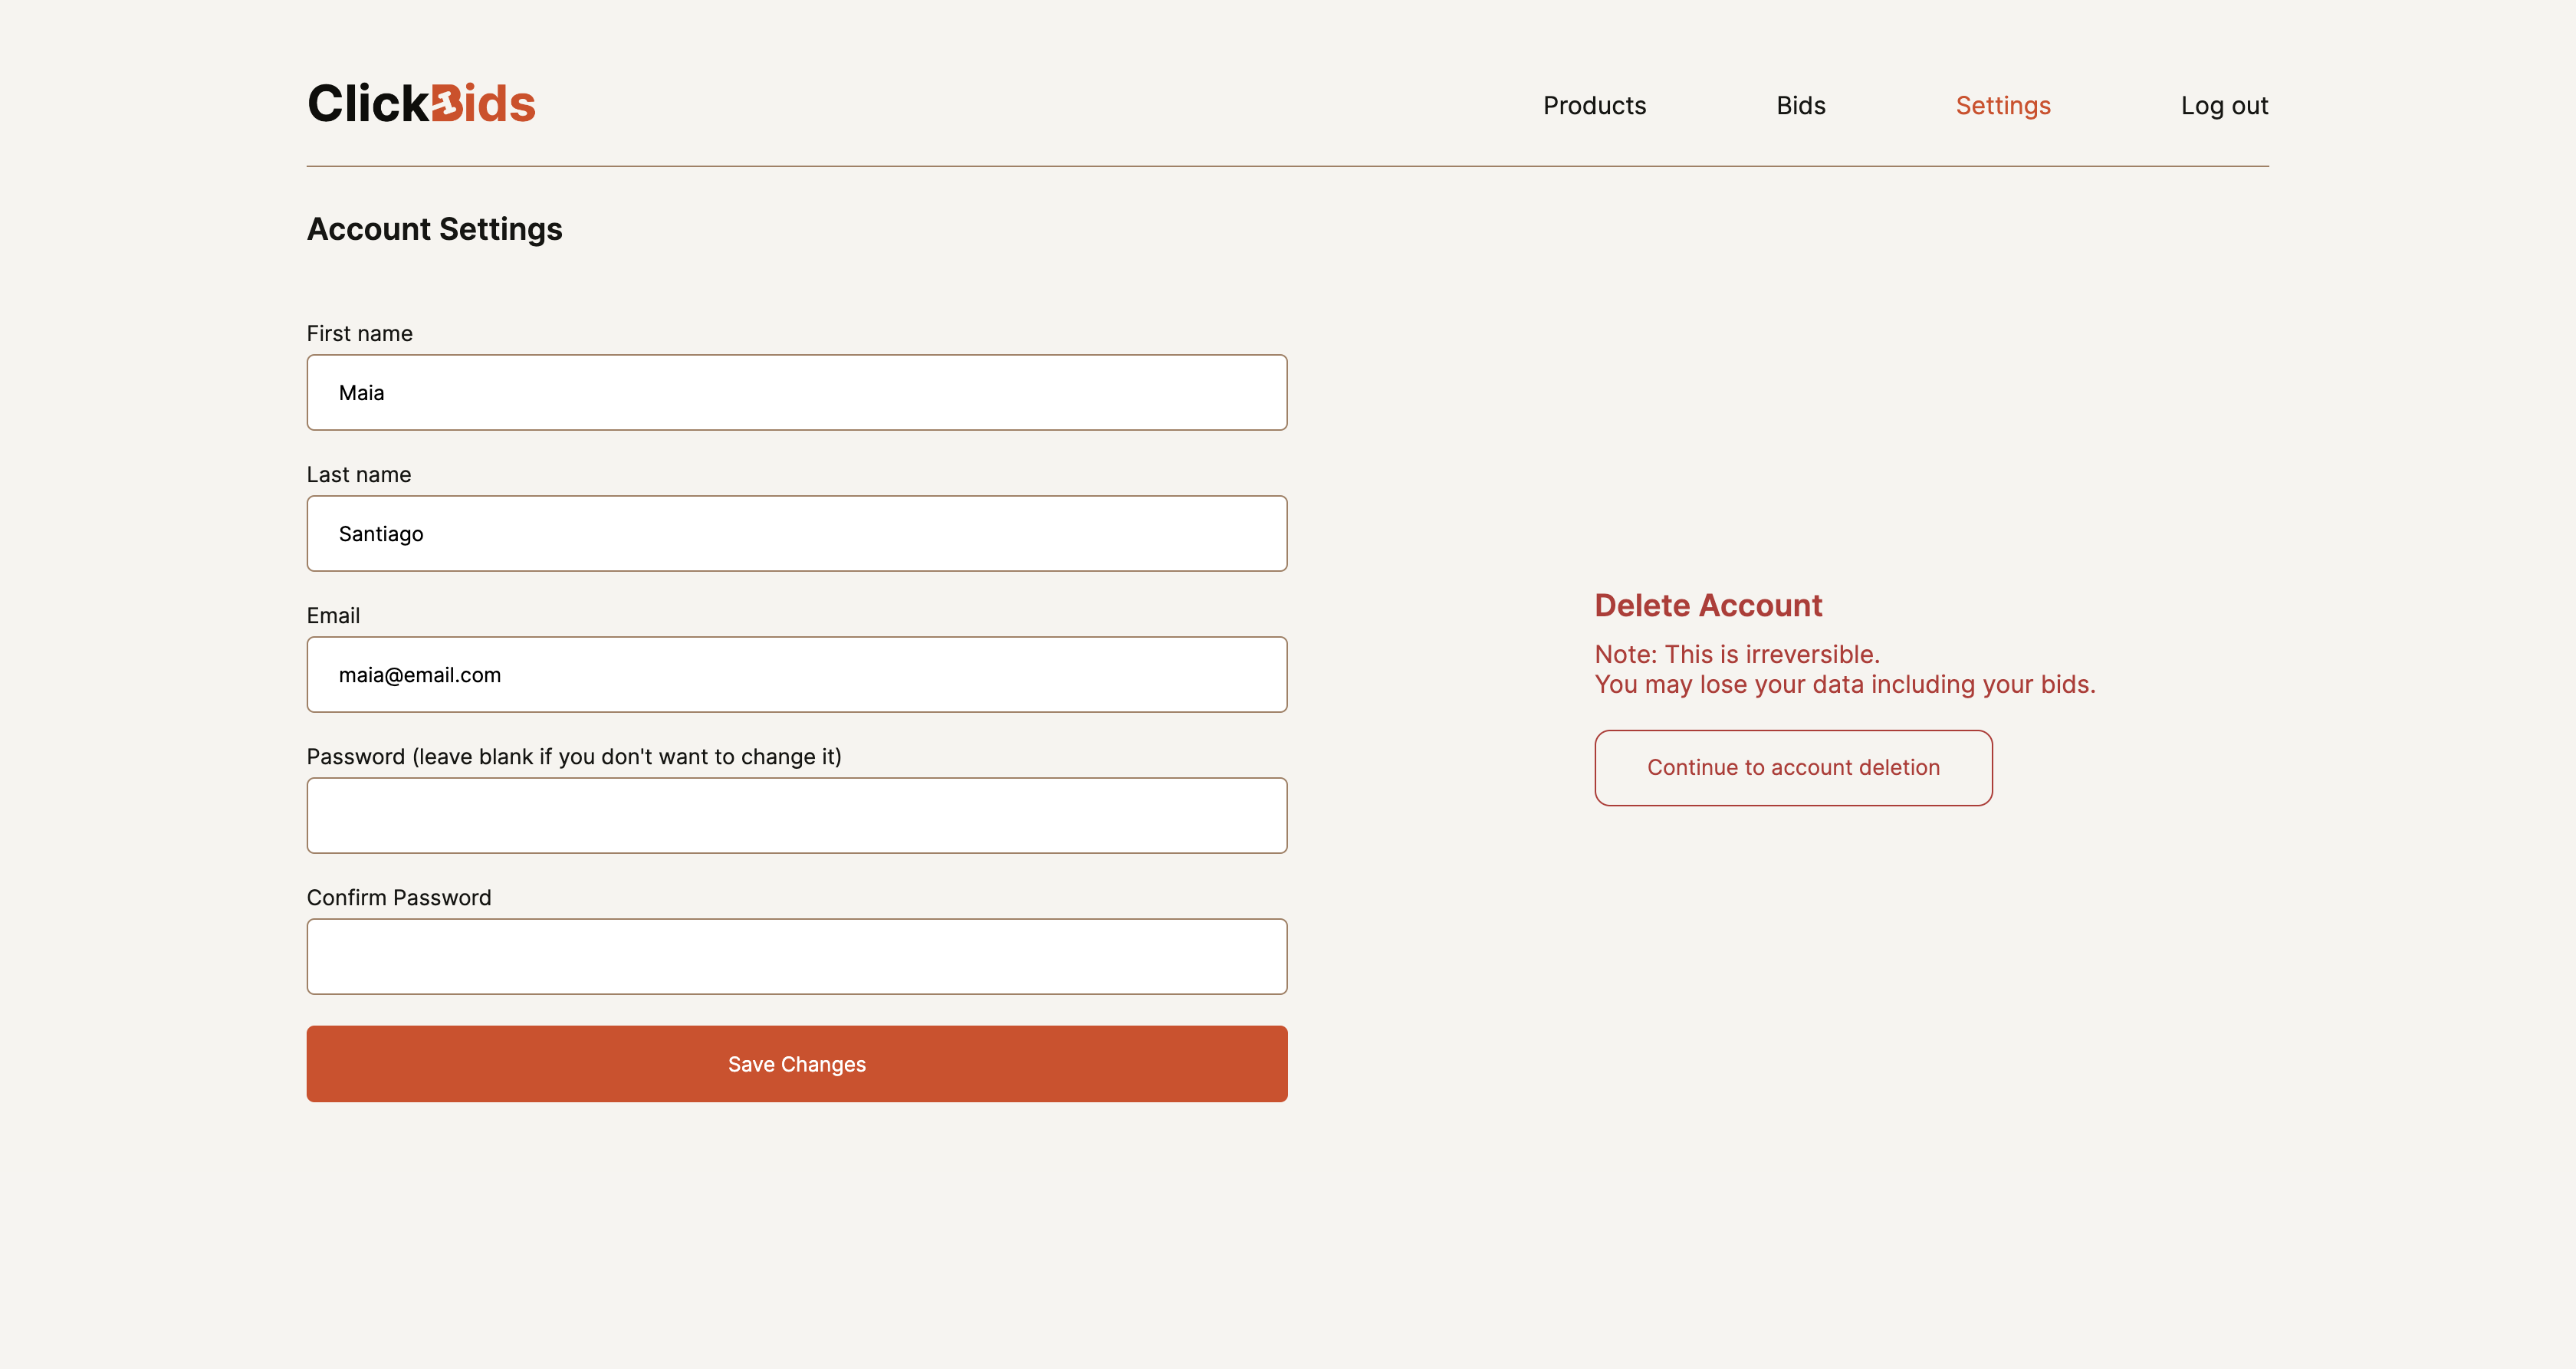 ClickBids
Products
Bids
Settings
Log out
Account Settings
First name
Maia
Last name
Santiago
Email
maia@email.com
Password (leave blank if you don't want to change it)
Confirm Password
Save Changes
Delete Account
Note: This is irreversible.
You may lose your data including your bids.
Continue to account deletion